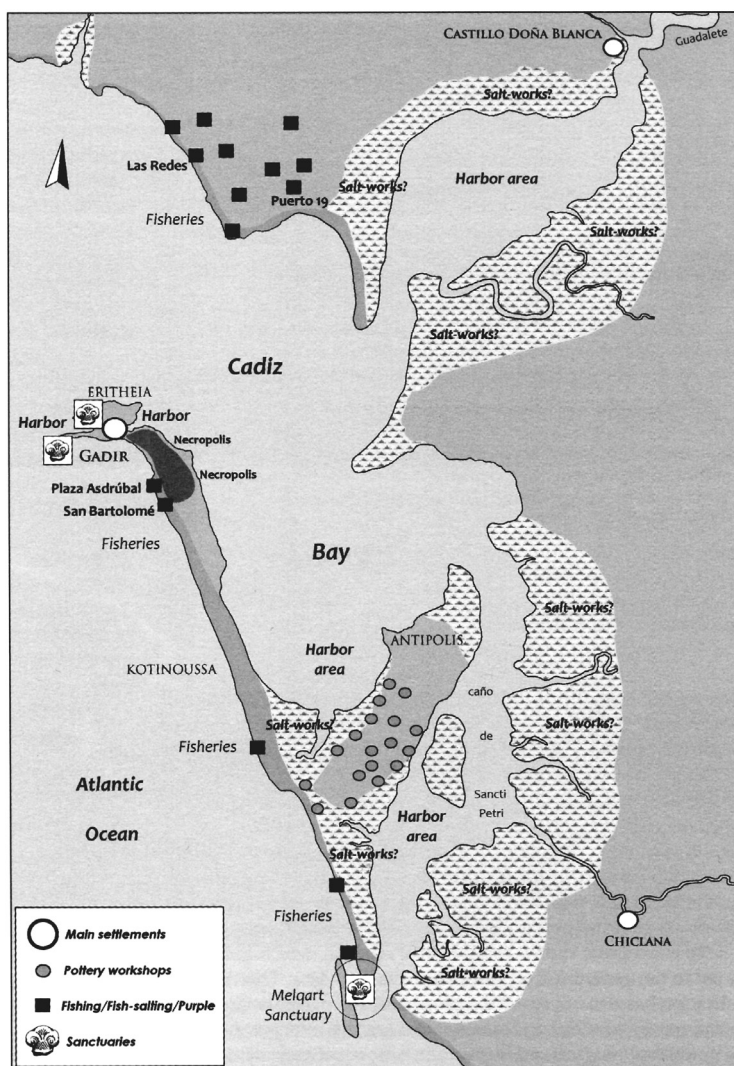 CASTILLO DOÑA BLANCA
Guadalete
Salt-works?
Las Redes
Salt-works?
Harbor area
Puerto 19
Fisheries
Salt-works?
Salt-works?
Cadiz
ERITHEIA
Harbor
Harbor
GADIR
Necropolis
Necropolis
Plaza Asdrúbal
San Bartolomé
Fisheries
Bay
Salt-works?
Harbor
area
ANTIPOLIS
KOTINOUSSA
caño
de
Sancti
Petri
Salt-works?
Salt-works?
Fisheries
Atlantic
Ocean
Harbor
area
Salt-works?
Salt-works?
Fisheries
CHICLANA
Salt-works?
Melqart
Sanctuary
Main settlements
Pottery workshops
Fishing/Fish-salting/Purple
Sanctuaries